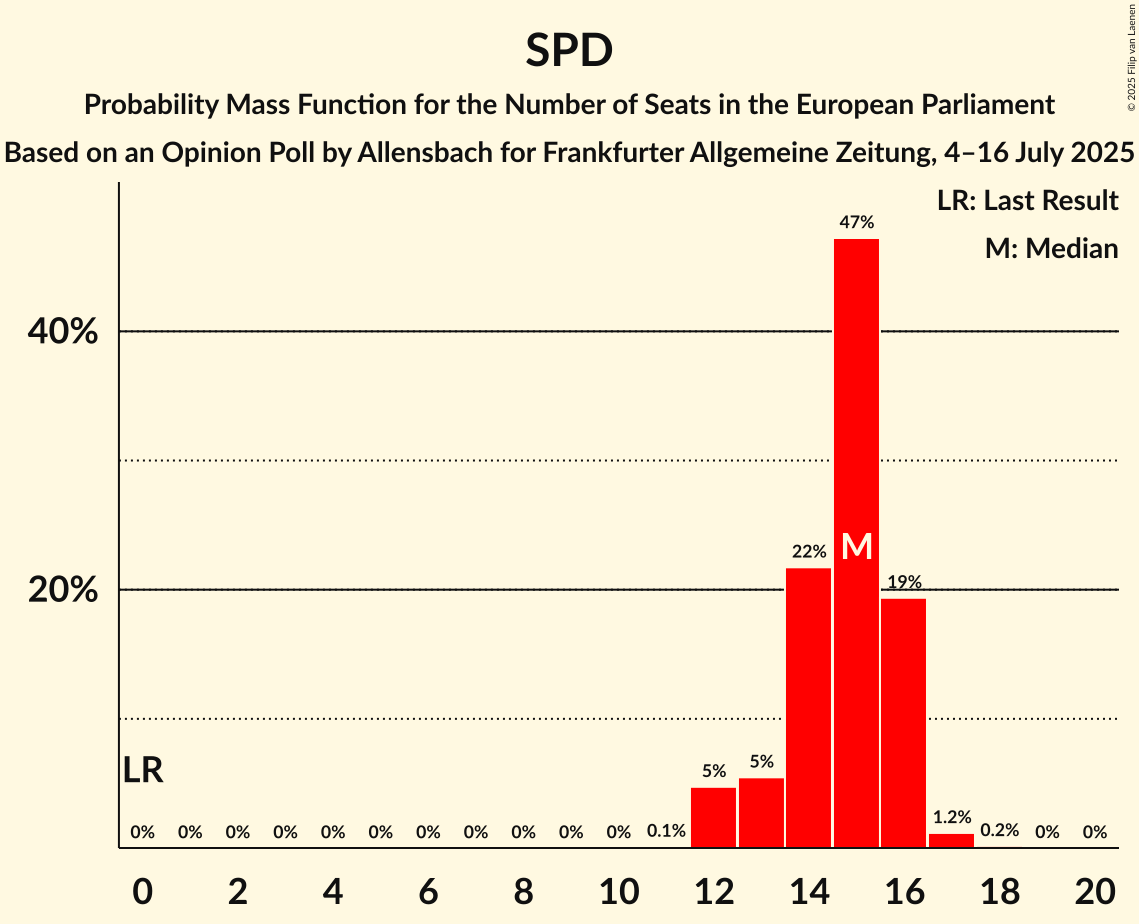 SPD
Probability Mass Function for the Number of Seats in the European Parliament
Based on an Opinion Poll by Allensbach for Frankfurter Allgemeine Zeitung, 4–16 July 2025
© 2025 Filip van Laenen
LR: Last Result
M: Median
47%
40%
M
22%
19%
20%
LR
5%
5%
0%
0%
0%
0%
0%
0%
0%
0%
0%
0%
0%
0.1%
1.2%
0.2%
0%
0%
0 2 4 6 8 10 12 14 16 18 20